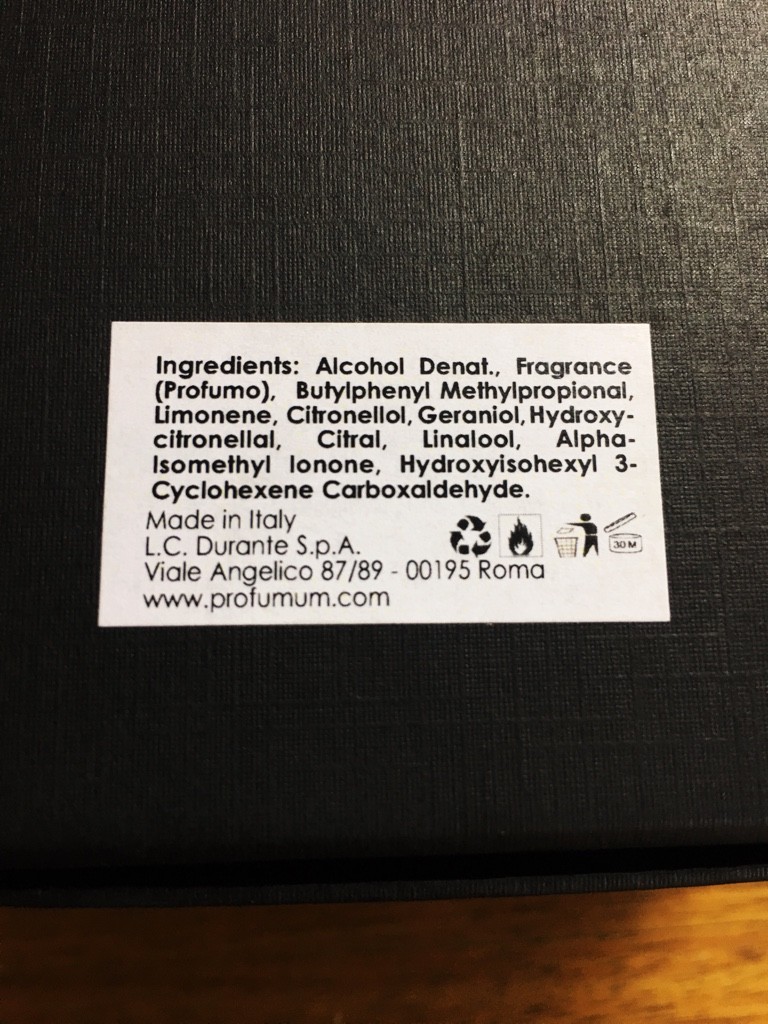 Ingredients: Alcohol Denat., Fragrance
(Profumo), Butylphenyl Methylpropional,
Limonene, Citronellol, Geraniol, Hydroxy-
citronellal, Citral, Linalool, Alpha-
Isomethyl Ionone, Hydroxyisohexyl 3-
Cyclohexene Carboxaldehyde.
Made in Italy
L.C. Durante S.p.A.
Viale Angelico 87/89 - 00195 Roma
www.profumum.com
30 M